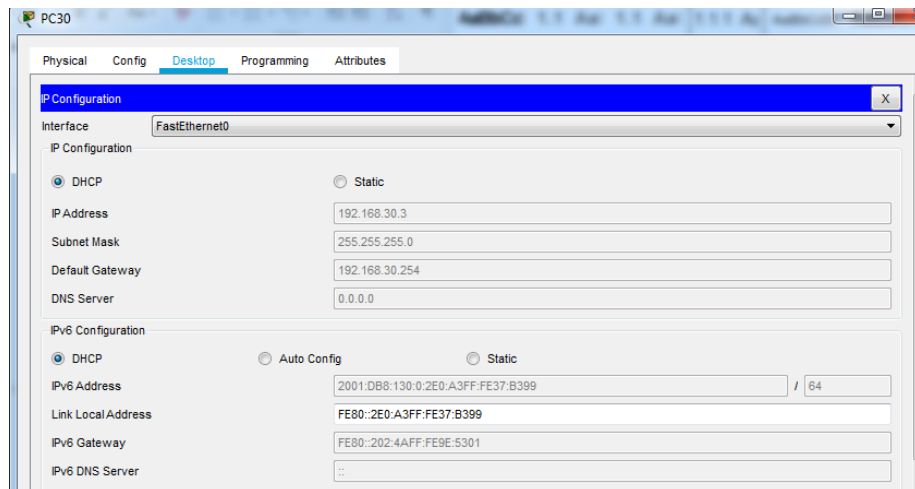 PC30
Physical Config Desktop Programming Attributes
IP Configuration X
Interface FastEthernet0
IP Configuration
DHCP Static
IP Address 192.168.30.3
Subnet Mask 255.255.255.0
Default Gateway 192.168.30.254
DNS Server 0.0.0.0
IPv6 Configuration
DHCP Auto Config Static
IPv6 Address 2001:DB8:130:0:2E0:A3FF:FE37:B399 / 64
Link Local Address FE80::2E0:A3FF:FE37:B399
IPv6 Gateway FE80::202:4AFF:FE9E:5301
IPv6 DNS Server ::